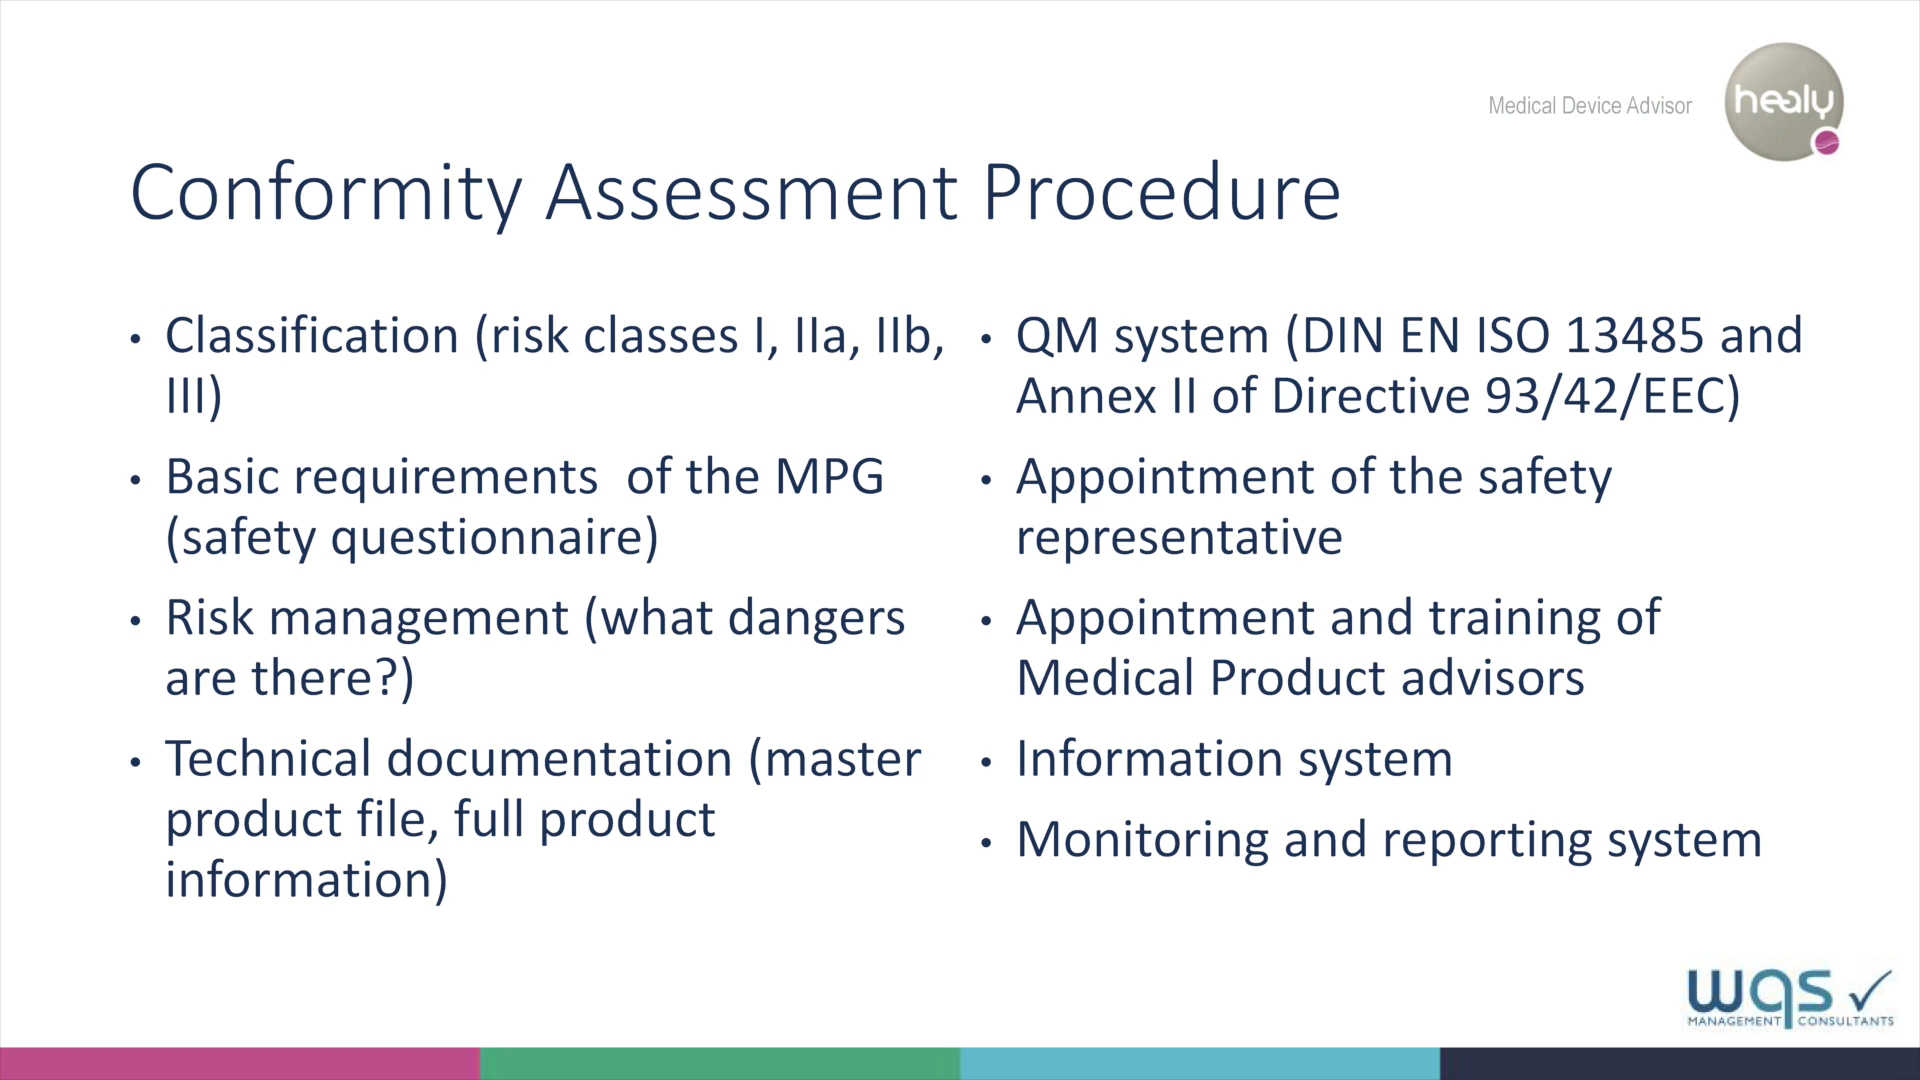 Medical Device Advisor
healy
Conformity Assessment Procedure
• Classification (risk classes I, IIa, IIb,
III)
• Basic requirements  of the MPG
(safety questionnaire)
• Risk management (what dangers
are there?)
• Technical documentation (master
product file, full product
information)
• QM system (DIN EN ISO 13485 and
Annex II of Directive 93/42/EEC)
• Appointment of the safety
representative
• Appointment and training of
Medical Product advisors
• Information system
• Monitoring and reporting system
wqs
MANAGEMENT CONSULTANTS